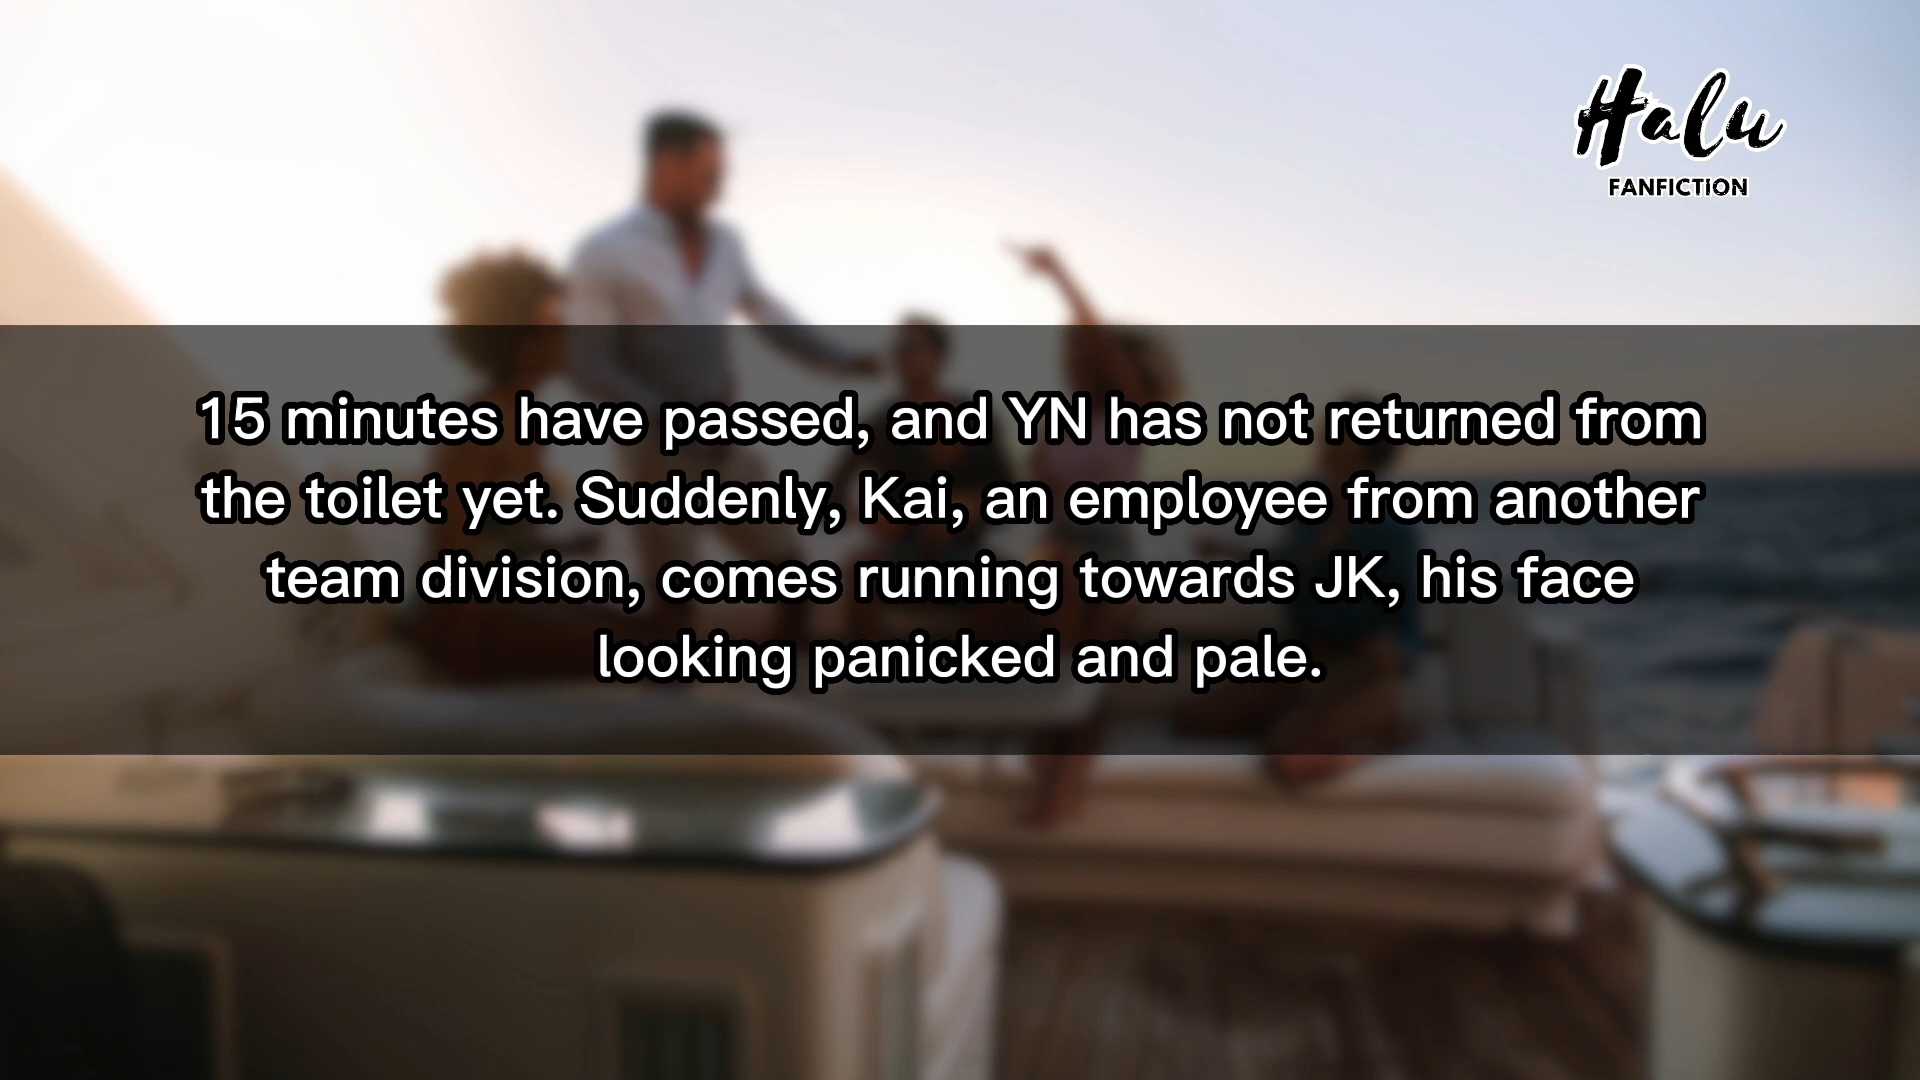 Halu
FANFICTION
15 minutes have passed, and YN has not returned from
the toilet yet. Suddenly, Kai, an employee from another
team division, comes running towards JK, his face
looking panicked and pale.